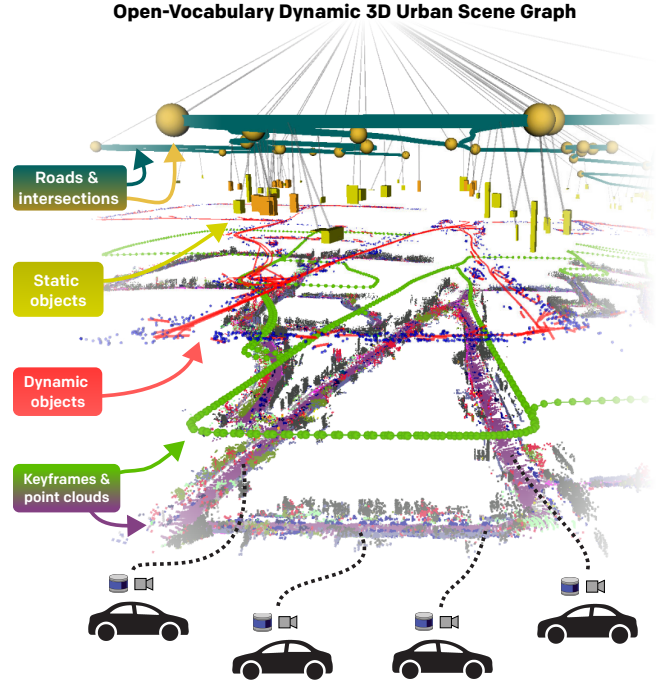 Open-Vocabulary Dynamic 3D Urban Scene Graph
Roads &
intersections
Static
objects
Dynamic
objects
Keyframes &
point clouds